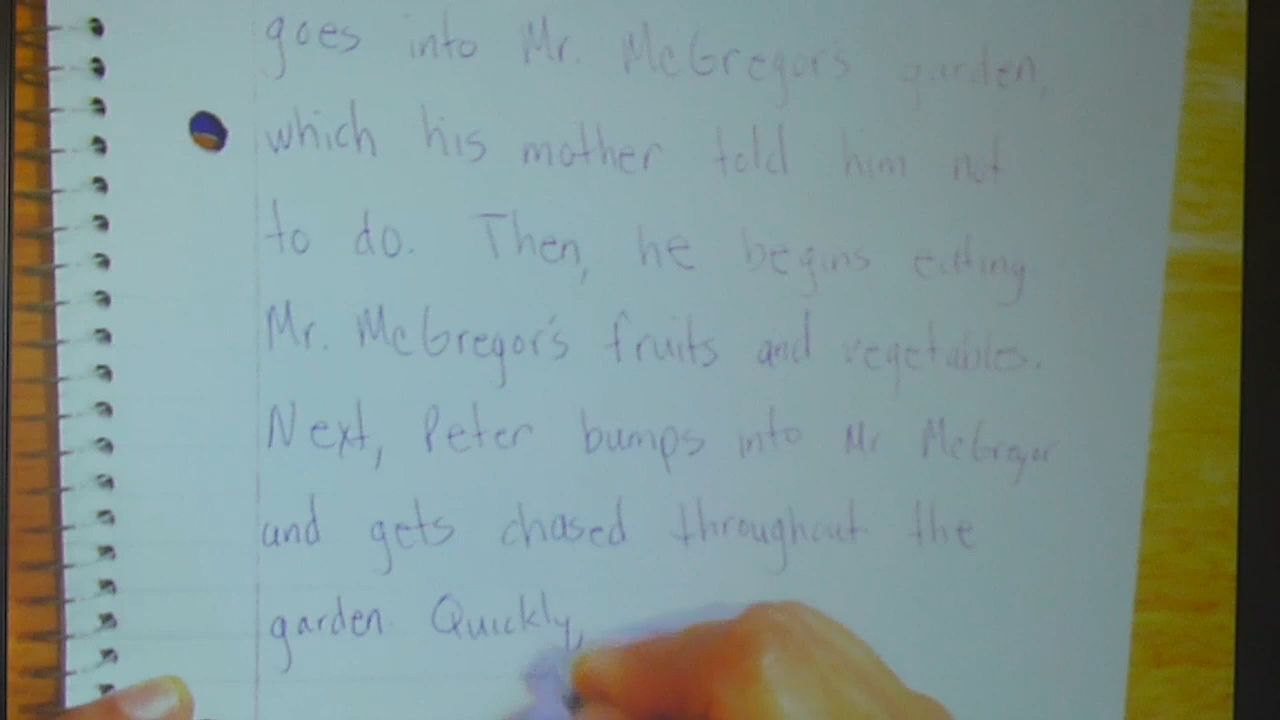 goes into Mr. McGregor's garden,
which his mother told him not
to do. Then, he begins eating
Mr. McGregor's fruits and vegetables.
Next, Peter bumps into Mr McGregor
and gets chased throughout the
garden. Quickly,